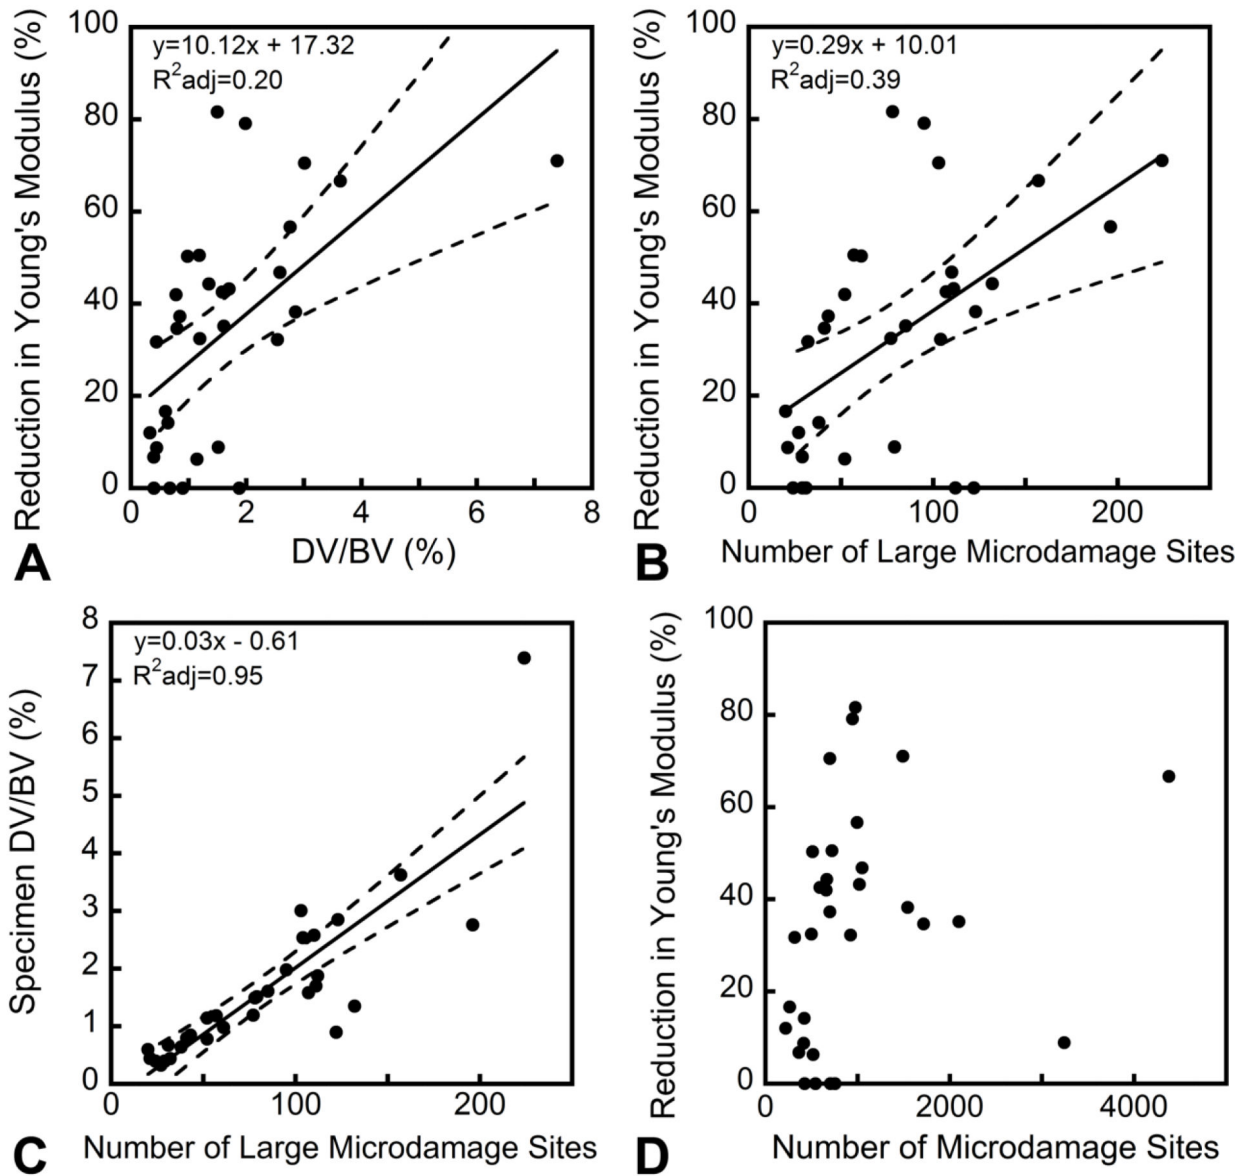 Reduction in Young's Modulus (%)
100
80
60
40
20
0
y=10.12x + 17.32
R²adj=0.20
0 2 4 6 8
DV/BV (%)
A
Reduction in Young's Modulus (%)
100
80
60
40
20
0
y=0.29x + 10.01
R²adj=0.39
0 100 200
Number of Large Microdamage Sites
B
Specimen DV/BV (%)
8
7
6
5
4
3
2
1
0
y=0.03x - 0.61
R²adj=0.95
0 100 200
Number of Large Microdamage Sites
C
Reduction in Young's Modulus (%)
100
80
60
40
20
0
0 2000 4000
Number of Microdamage Sites
D